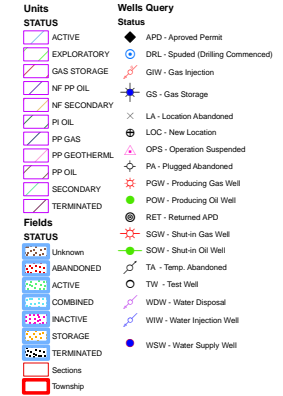 Units
STATUS
ACTIVE
EXPLORATORY
GAS STORAGE
NF PP OIL
NF SECONDARY
PI OIL
PP GAS
PP GEOTHERML
PP OIL
SECONDARY
TERMINATED
Fields
STATUS
Unknown
ABANDONED
ACTIVE
COMBINED
INACTIVE
STORAGE
TERMINATED
Sections
Township
Wells Query
Status
APD - Aproved Permit
DRL - Spuded (Drilling Commenced)
GIW - Gas Injection
GS - Gas Storage
LA - Location Abandoned
LOC - New Location
OPS - Operation Suspended
PA - Plugged Abandoned
PGW - Producing Gas Well
POW - Producing Oil Well
RET - Returned APD
SGW - Shut-in Gas Well
SOW - Shut-in Oil Well
TA - Temp. Abandoned
TW - Test Well
WDW - Water Disposal
WIW - Water Injection Well
WSW - Water Supply Well